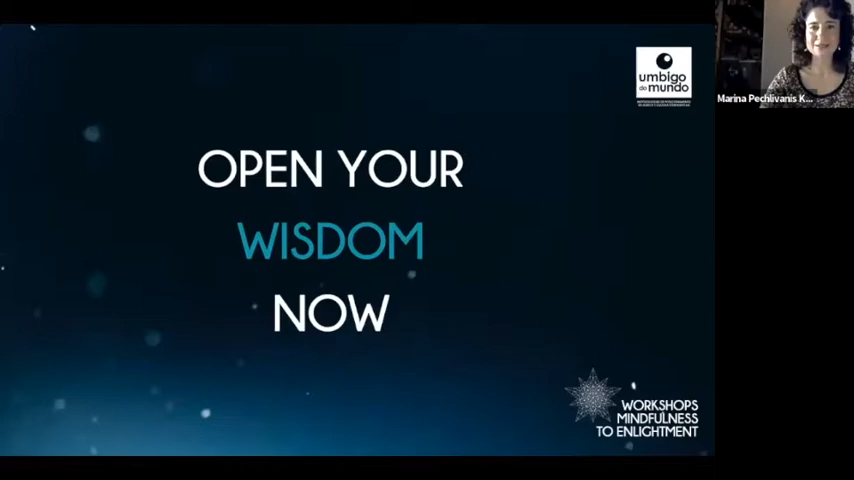 umbigo
do mundo
Marina Pechlivanis K...
OPEN YOUR
WISDOM
NOW
WORKSHOPS
MINDFULNESS
TO ENLIGHTMENT